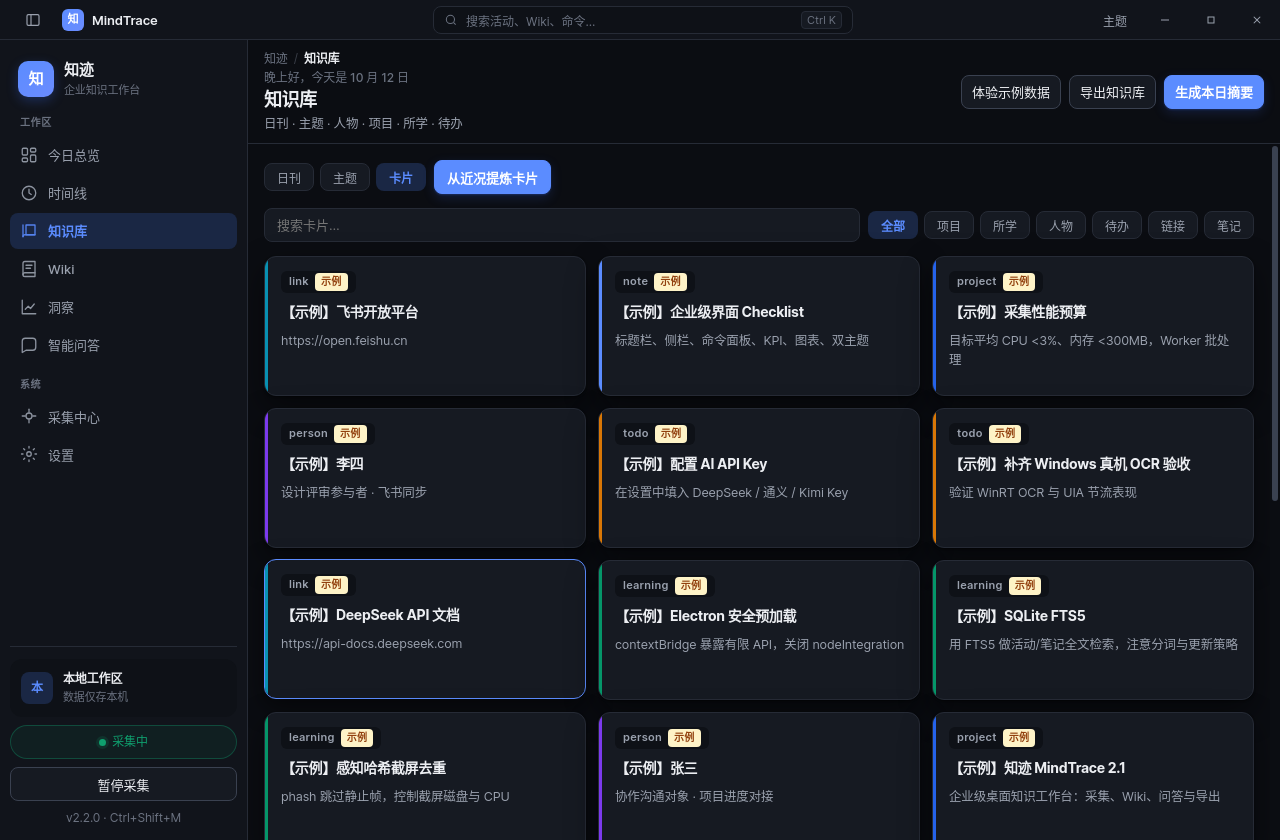 知 MindTrace
搜索活动、Wiki、命令... Ctrl K
主题
知 知迹
企业知识工作台
工作区
今日总览
时间线
知识库
Wiki
洞察
智能问答
系统
采集中心
设置
本 本地工作区
数据仅存本机
采集中
暂停采集
v2.2.0 · Ctrl+Shift+M
知迹 / 知识库
晚上好，今天是 10 月 12 日
知识库
日刊 · 主题 · 人物 · 项目 · 所学 · 待办
体验示例数据 导出知识库 生成本日摘要
日刊 主题 卡片 从近况提炼卡片
搜索卡片... 全部 项目 所学 人物 待办 链接 笔记
link 示例
【示例】飞书开放平台
https://open.feishu.cn
note 示例
【示例】企业级界面 Checklist
标题栏、侧栏、命令面板、KPI、图表、双主题
project 示例
【示例】采集性能预算
目标平均 CPU <3%、内存 <300MB，Worker 批处
理
person 示例
【示例】李四
设计评审参与者 · 飞书同步
todo 示例
【示例】配置 AI API Key
在设置中填入 DeepSeek / 通义 / Kimi Key
todo 示例
【示例】补齐 Windows 真机 OCR 验收
验证 WinRT OCR 与 UIA 节流表现
link 示例
【示例】DeepSeek API 文档
https://api-docs.deepseek.com
learning 示例
【示例】Electron 安全预加载
contextBridge 暴露有限 API，关闭 nodeIntegration
learning 示例
【示例】SQLite FTS5
用 FTS5 做活动/笔记全文检索，注意分词与更新策略
learning 示例
【示例】感知哈希截屏去重
phash 跳过静止帧，控制截屏磁盘与 CPU
person 示例
【示例】张三
协作沟通对象 · 项目进度对接
project 示例
【示例】知迹 MindTrace 2.1
企业级桌面知识工作台：采集、Wiki、问答与导出